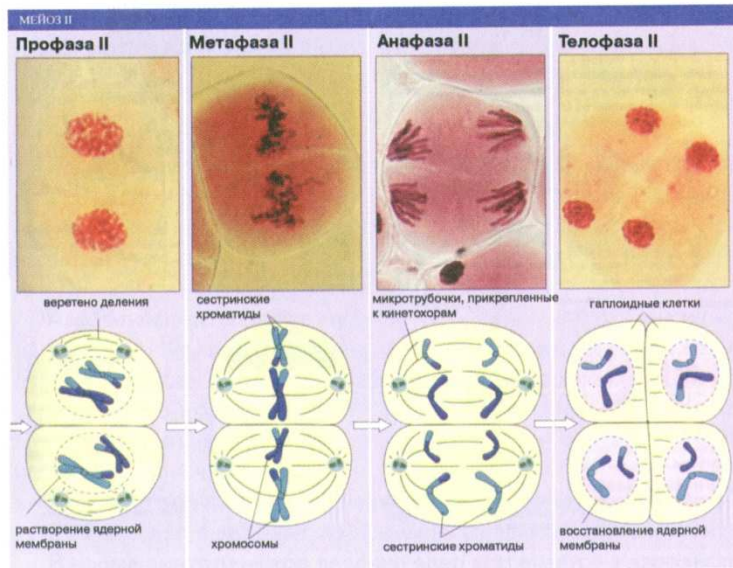 МЕЙОЗ II
Профаза II
Метафаза II
Анафаза II
Телофаза II
веретено деления
сестринские
хроматиды
микротрубочки, прикрепленные
к кинетохорам
гаплоидные клетки
растворение ядерной
мембраны
хромосомы
сестринские хроматиды
восстановление ядерной
мембраны